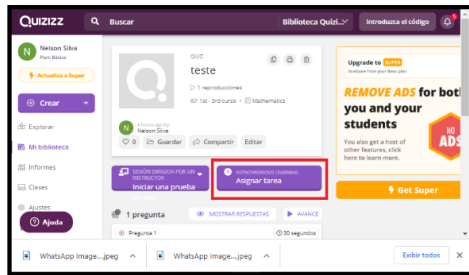 QUIZIZZ
Buscar
Biblioteca Quizi...
Introduzca el código
N
Nelson Silva
Plan Básico
Actualiza a Super
Crear
Explorar
Mi biblioteca
Informes
Clases
Ajustes
Ayuda
QUIZ
teste
1 reproducciones
1st - 3rd curso • Mathematics
N
Nelson Silva
0 Guardar Compartir Editar
SESIÓN DIRIGIDA POR UN INSTRUCTOR
Iniciar una prueba
ASYNCHRONOUS LEARNING
Asignar tarea
1 pregunta
MOSTRAR RESPUESTAS
AVANCE
Pregunta 1
30 segundos
Upgrade to SUPER
REMOVE ADS for both
you and your
students
You also get a host of
other features, click
here to learn more.
NO
ADS
Get Super
WhatsApp Image....jpeg
WhatsApp Image....jpeg
Exibir todos